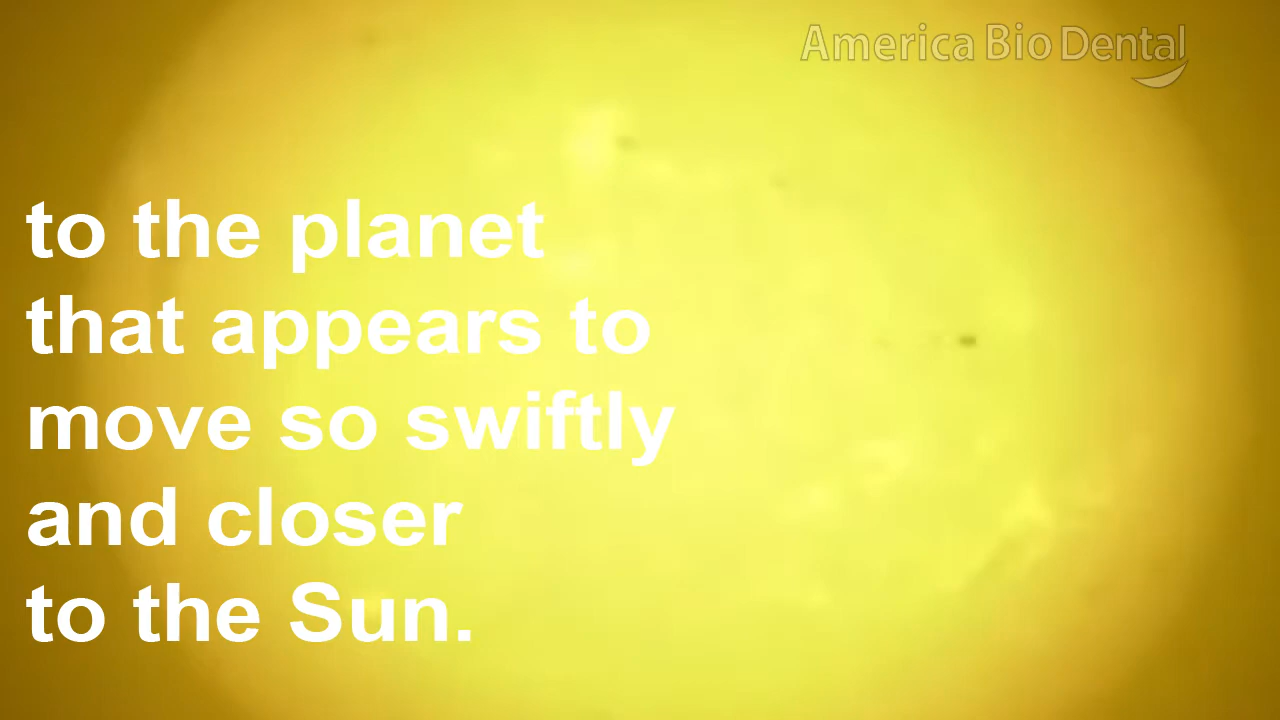 America Bio Dental
to the planet
that appears to
move so swiftly
and closer
to the Sun.